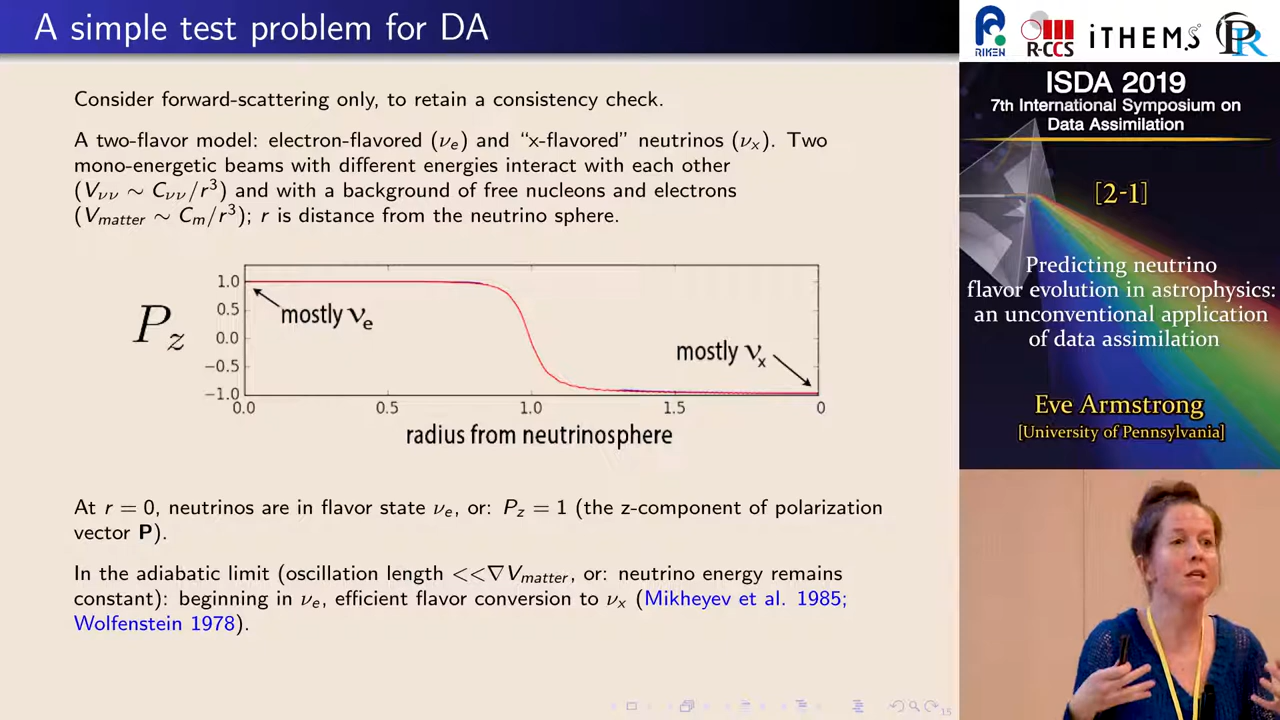 A simple test problem for DA
Consider forward-scattering only, to retain a consistency check.
A two-flavor model: electron-flavored (νe) and “x-flavored” neutrinos (νx). Two
mono-energetic beams with different energies interact with each other
(Vνν ∼ Cνν/r³) and with a background of free nucleons and electrons
(Vmatter ∼ Cm/r³); r is distance from the neutrino sphere.
Pz
1.0
0.5
0.0
−0.5
−1.0
mostly νe
mostly νx
0.0 0.5 1.0 1.5 0
radius from neutrinosphere
At r = 0, neutrinos are in flavor state νe, or: Pz = 1 (the z-component of polarization
vector P).
In the adiabatic limit (oscillation length <<∇Vmatter, or: neutrino energy remains
constant): beginning in νe, efficient flavor conversion to νx (Mikheyev et al. 1985;
Wolfenstein 1978).
15
RIKEN
R-CCS
iTHEMS
PR
ISDA 2019
7th International Symposium on
Data Assimilation
[2-1]
Predicting neutrino
flavor evolution in astrophysics:
an unconventional application
of data assimilation
Eve Armstrong
[University of Pennsylvania]